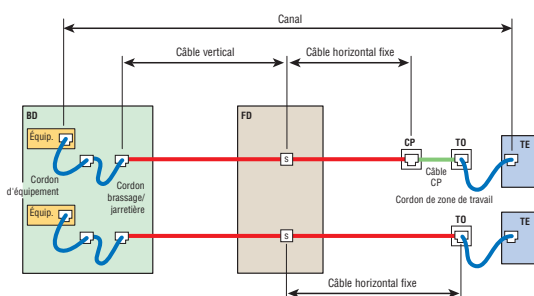 Canal
Câble vertical
Câble horizontal fixe
BD
FD
Équip.
CP
TO
TE
S
Cordon
d'équipement
Cordon
brassage/
jarretière
Câble
CP
Cordon de zone de travail
Équip.
TO
TE
S
Câble horizontal fixe